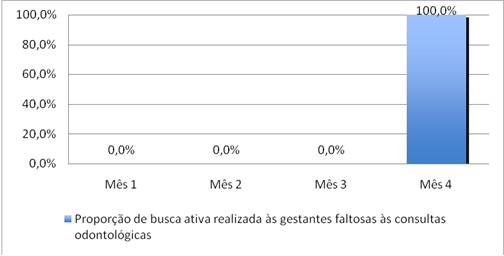 100,0%
100,0%
80,0%
60,0%
40,0%
20,0%
0,0%
0,0% 0,0% 0,0%
Mês 1 Mês 2 Mês 3 Mês 4
Proporção de busca ativa realizada às gestantes faltosas às consultas
odontológicas